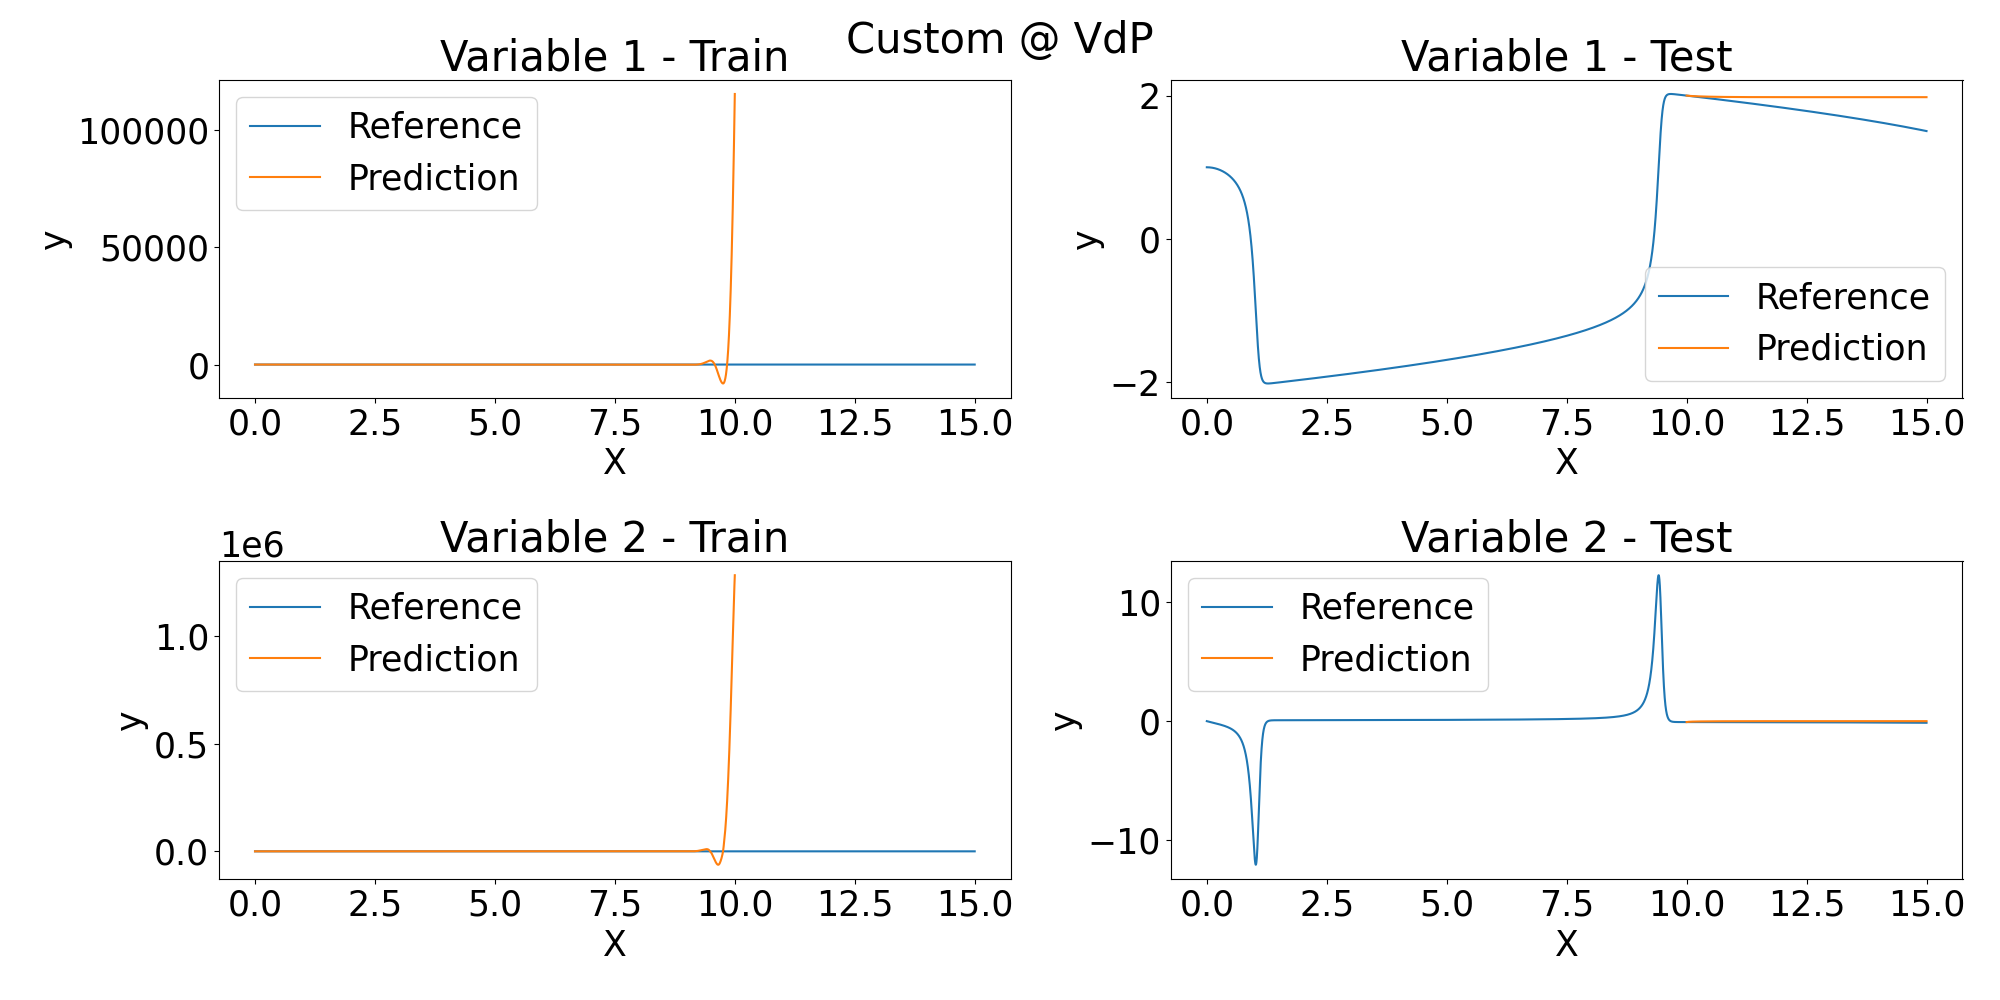 Custom @ VdP
Variable 1 - Train
Reference
Prediction
100000
50000
0
y
0.0 2.5 5.0 7.5 10.0 12.5 15.0
X
Variable 1 - Test
Reference
Prediction
2
0
−2
y
0.0 2.5 5.0 7.5 10.0 12.5 15.0
X
Variable 2 - Train
1e6
Reference
Prediction
1.0
0.5
0.0
y
0.0 2.5 5.0 7.5 10.0 12.5 15.0
X
Variable 2 - Test
Reference
Prediction
10
0
−10
y
0.0 2.5 5.0 7.5 10.0 12.5 15.0
X